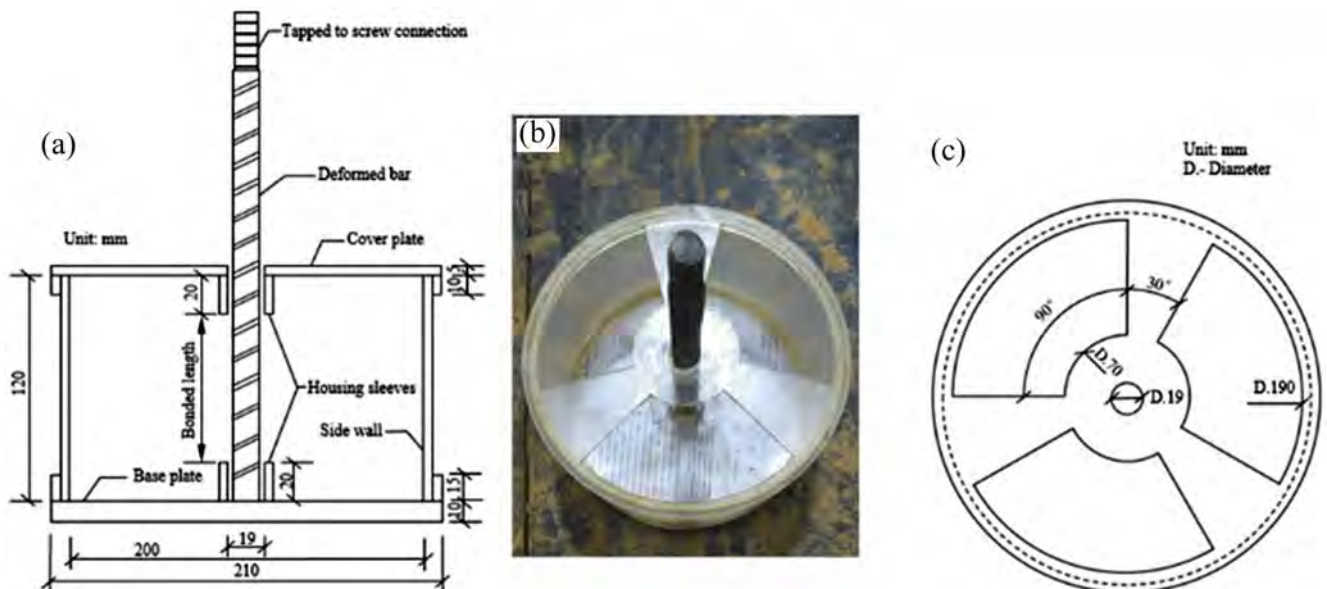 Tapped to screw connection
(a)
Deformed bar
Unit: mm
Cover plate
20
10
5
120
Bonded length
Housing sleeves
Side wall
Base plate
20
15
10
200
19
210
(b)
(c)
Unit: mm
D.- Diameter
90°
30°
D.70
D.19
D.190